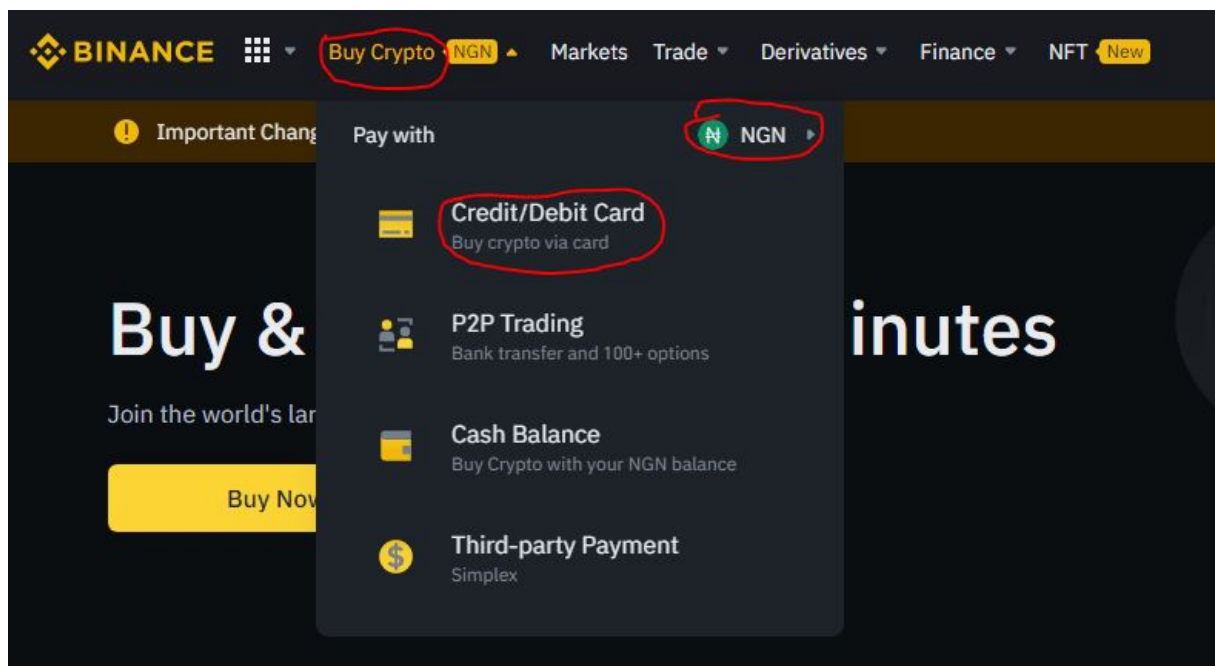 BINANCE Buy Crypto NGN Markets Trade Derivatives Finance NFT New
Important Chang
Pay with NGN
Credit/Debit Card
Buy crypto via card
P2P Trading
Bank transfer and 100+ options
Cash Balance
Buy Crypto with your NGN balance
Third-party Payment
Simplex
Buy & inutes
Join the world's lar
Buy Now